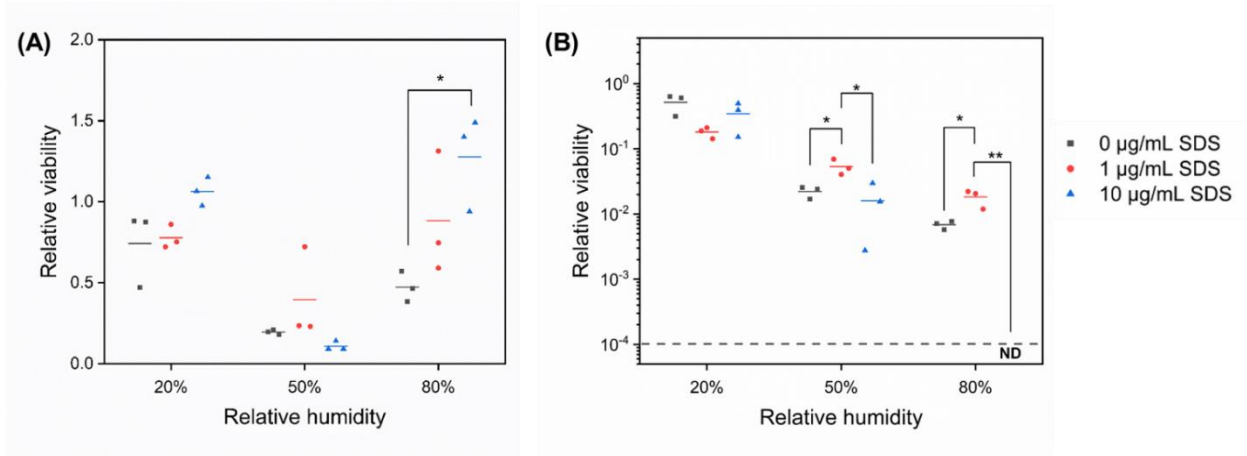 (A)
2.0
1.5
1.0
0.5
0.0
Relative viability
20%
50%
80%
Relative humidity
*
(B)
10⁰
10⁻¹
10⁻²
10⁻³
10⁻⁴
Relative viability
20%
50%
80%
Relative humidity
*
*
*
**
ND
0 µg/mL SDS
1 µg/mL SDS
10 µg/mL SDS